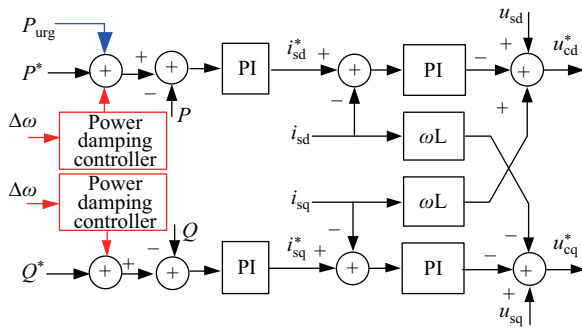 P_urg
u_sd
+
−
PI
i*_sd
+
PI
−
+
u*_cd
P*
+
−
+
+
+
P
−
+
Δω
Power
damping
controller
i_sd
ωL
Δω
Power
damping
controller
i_sq
ωL
−
Q
−
−
u*_cq
Q*
+
+
+
PI
i*_sq
+
+
PI
−
+
+
u_sq